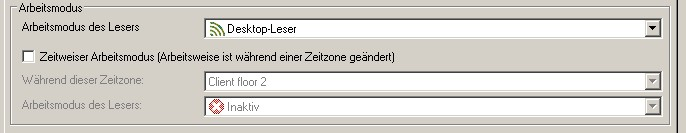 Arbeitsmodus
Arbeitsmodus des Lesers Desktop-Leser
Zeitweiser Arbeitsmodus (Arbeitsweise ist während einer Zeitzone geändert)
Während dieser Zeitzone: Client floor 2
Arbeitsmodus des Lesers: Inaktiv